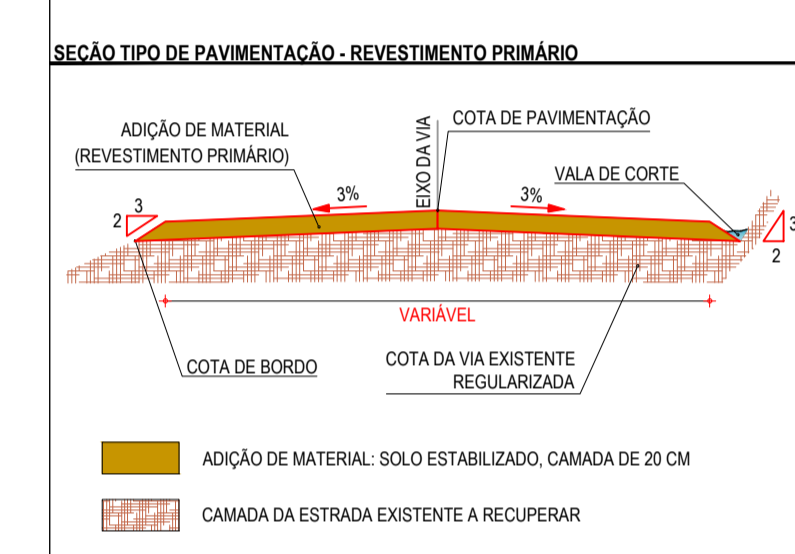 SEÇÃO TIPO DE PAVIMENTAÇÃO - REVESTIMENTO PRIMÁRIO
ADIÇÃO DE MATERIAL
(REVESTIMENTO PRIMÁRIO)
EIXO DA VIA
COTA DE PAVIMENTAÇÃO
VALA DE CORTE
3
2
3%
3%
3
2
VARIÁVEL
COTA DE BORDO
COTA DA VIA EXISTENTE
REGULARIZADA
ADIÇÃO DE MATERIAL: SOLO ESTABILIZADO, CAMADA DE 20 CM
CAMADA DA ESTRADA EXISTENTE A RECUPERAR